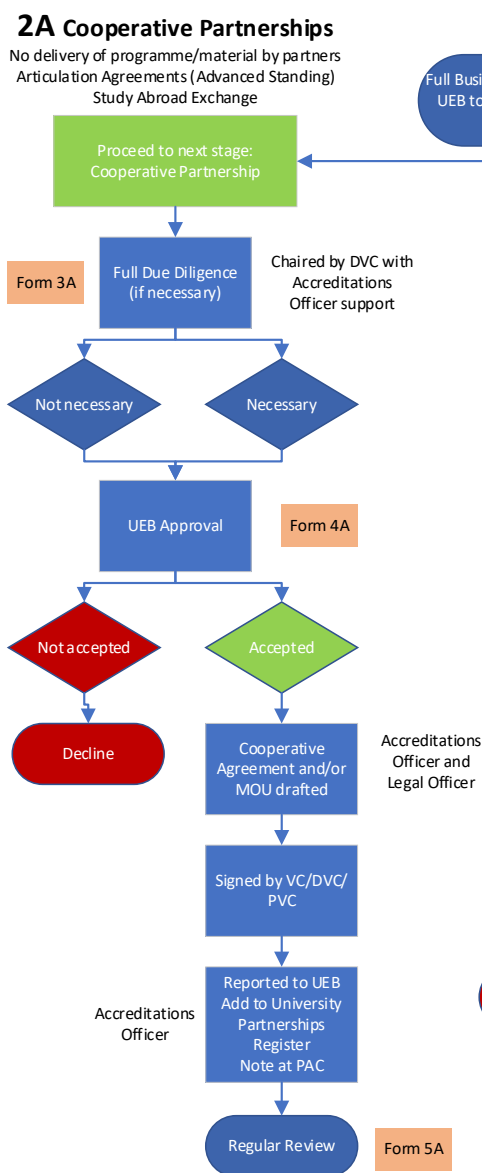 2A Cooperative Partnerships
No delivery of programme/material by partners
Articulation Agreements (Advanced Standing)
Study Abroad Exchange
Full Busi
UEB to
Proceed to next stage:
Cooperative Partnership
Form 3A
Full Due Diligence
(if necessary)
Chaired by DVC with
Accreditations
Officer support
Not necessary
Necessary
UEB Approval
Form 4A
Not accepted
Accepted
Decline
Cooperative
Agreement and/or
MOU drafted
Accreditations
Officer and
Legal Officer
Signed by VC/DVC/
PVC
Accreditations
Officer
Reported to UEB
Add to University
Partnerships
Register
Note at PAC
Regular Review
Form 5A